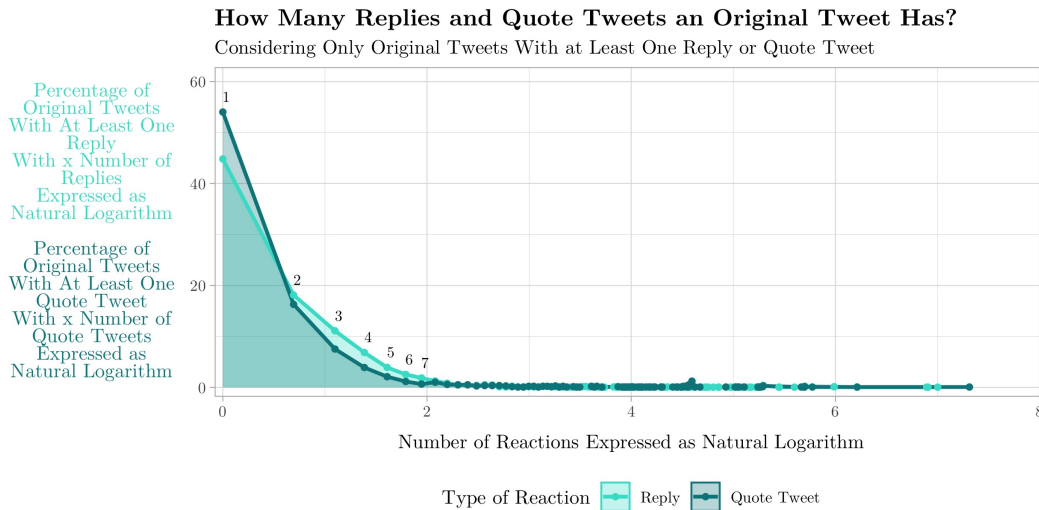 How Many Replies and Quote Tweets an Original Tweet Has?
Considering Only Original Tweets With at Least One Reply or Quote Tweet
Percentage of
Original Tweets
With At Least One
Reply
With x Number of
Replies
Expressed as
Natural Logarithm
Percentage of
Original Tweets
With At Least One
Quote Tweet
With x Number of
Quote Tweets
Expressed as
Natural Logarithm
60
40
20
0
1
2
3
4
5
6
7
0
2
4
6
8
Number of Reactions Expressed as Natural Logarithm
Type of Reaction
Reply
Quote Tweet